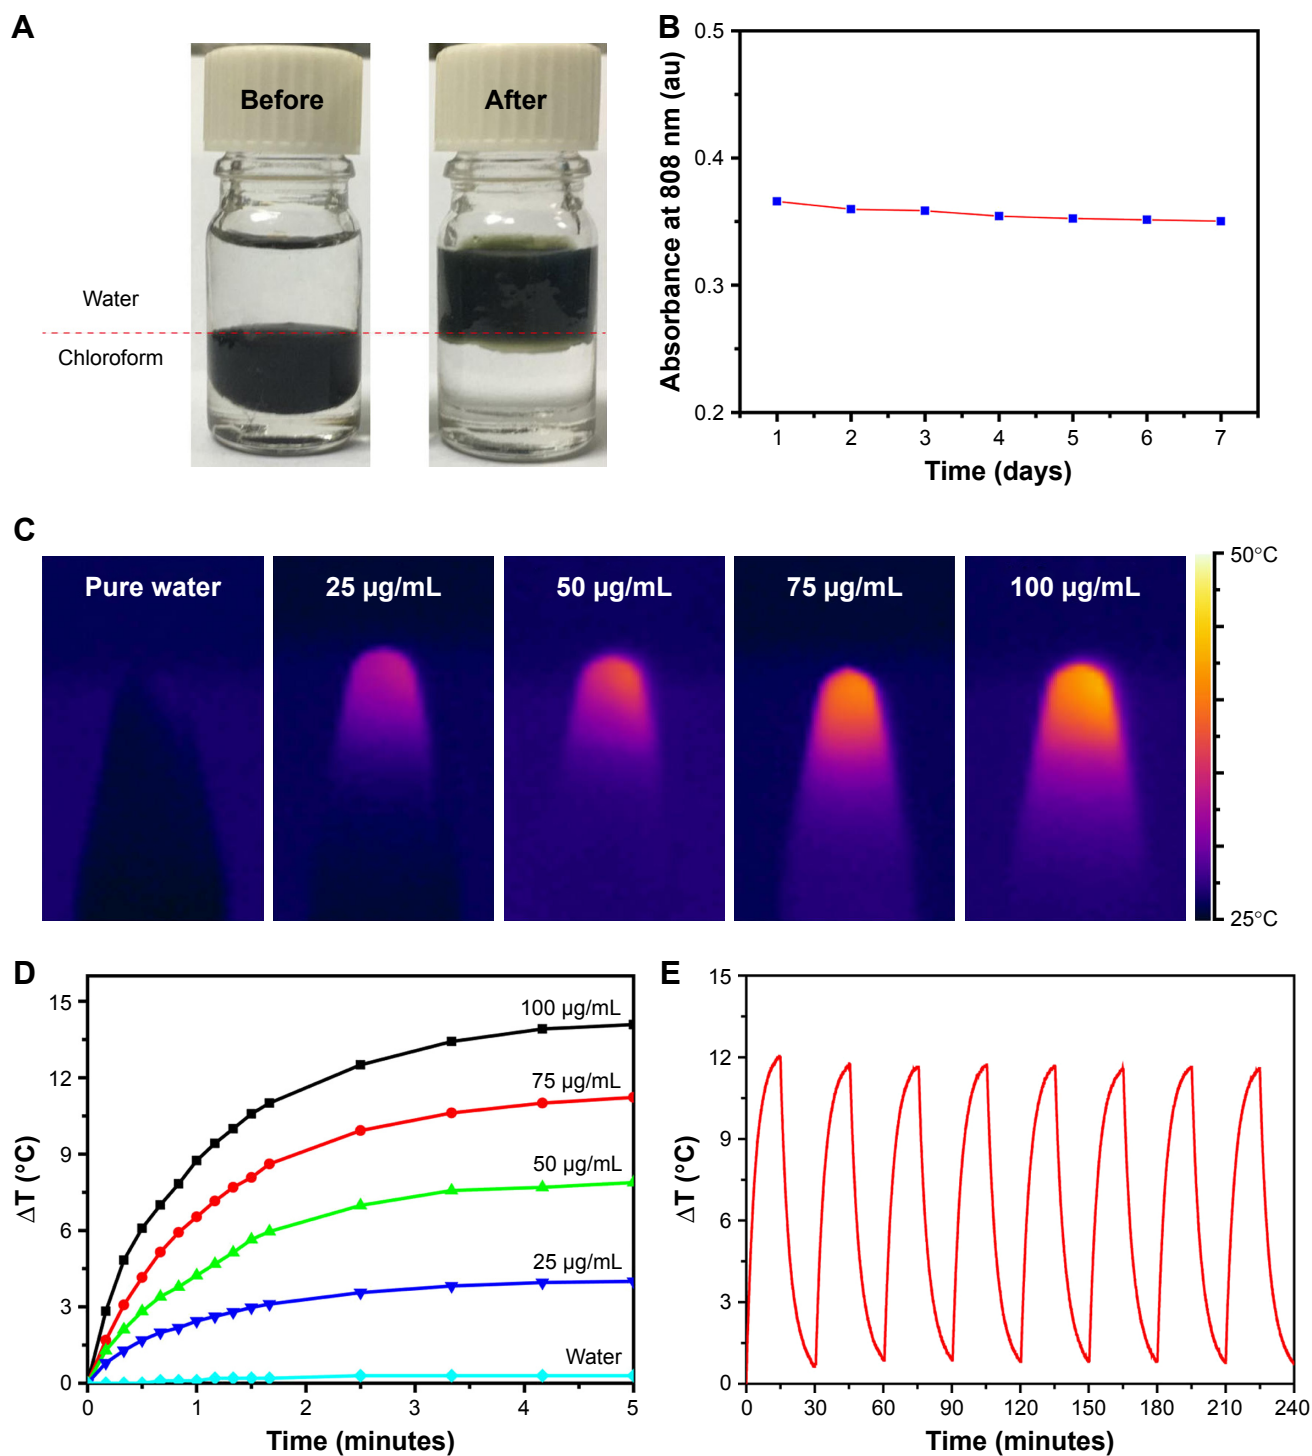 A
Before
After
Water
Chloroform
B
Absorbance at 808 nm (au)
0.5
0.4
0.3
0.2
1 2 3 4 5 6 7
Time (days)
C
Pure water
25 µg/mL
50 µg/mL
75 µg/mL
100 µg/mL
50°C
25°C
D
ΔT (°C)
15
12
9
6
3
0
100 µg/mL
75 µg/mL
50 µg/mL
25 µg/mL
Water
0 1 2 3 4 5
Time (minutes)
E
ΔT (°C)
15
12
9
6
3
0
0 30 60 90 120 150 180 210 240
Time (minutes)